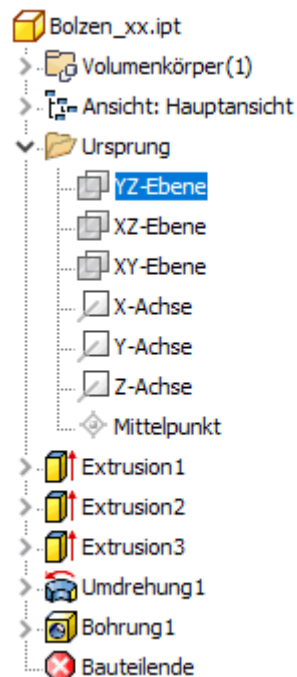 Bolzen_xx.ipt
Volumenkörper(1)
Ansicht: Hauptansicht
Ursprung
YZ-Ebene
XZ-Ebene
XY-Ebene
X-Achse
Y-Achse
Z-Achse
Mittelpunkt
Extrusion1
Extrusion2
Extrusion3
Umdrehung1
Bohrung1
Bauteilende